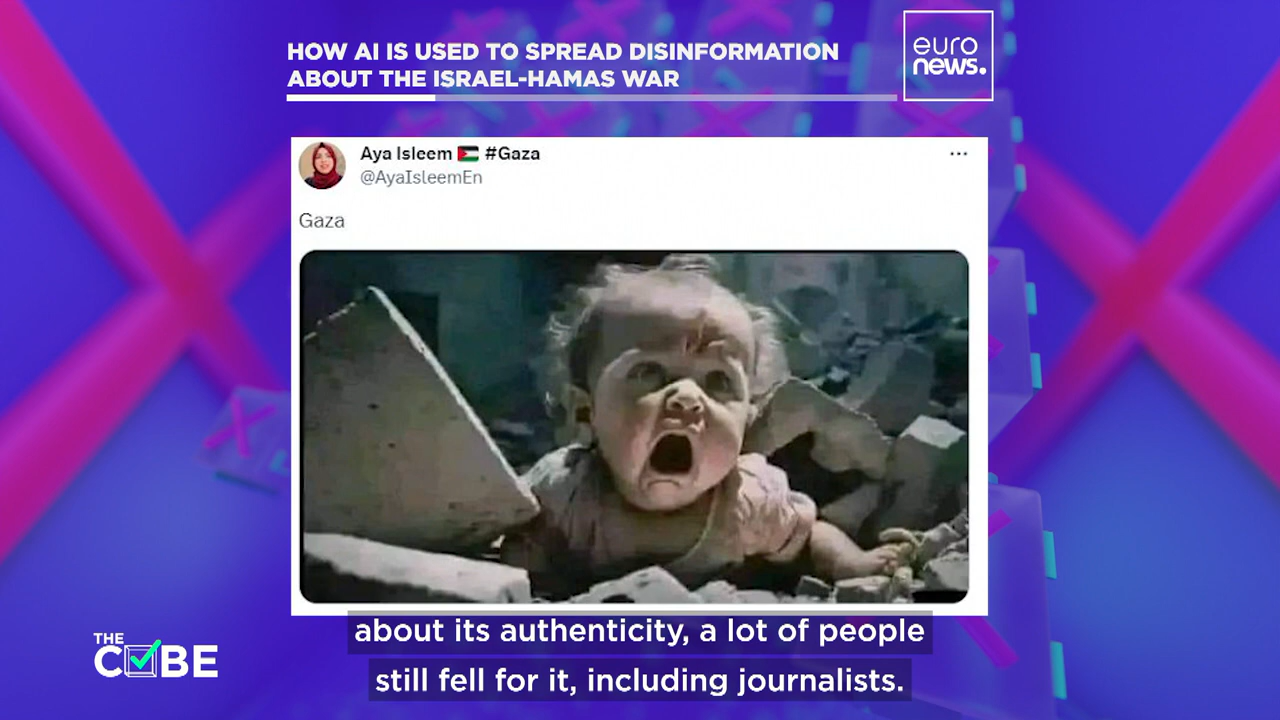 HOW AI IS USED TO SPREAD DISINFORMATION
ABOUT THE ISRAEL-HAMAS WAR
euro
news.
Aya Isleem 🇵🇸 #Gaza
@AyaIsleemEn
Gaza
about its authenticity, a lot of people
still fell for it, including journalists.
THE
CUBE